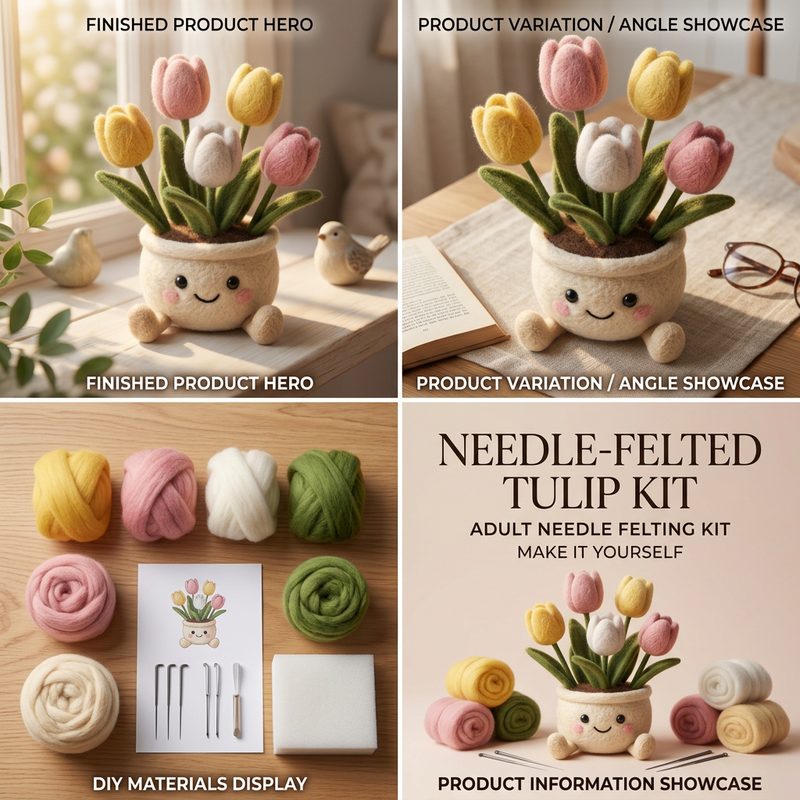 FINISHED PRODUCT HERO
FINISHED PRODUCT HERO
PRODUCT VARIATION / ANGLE SHOWCASE
PRODUCT VARIATION / ANGLE SHOWCASE
DIY MATERIALS DISPLAY
NEEDLE-FELTED
TULIP KIT
ADULT NEEDLE FELTING KIT
MAKE IT YOURSELF
PRODUCT INFORMATION SHOWCASE